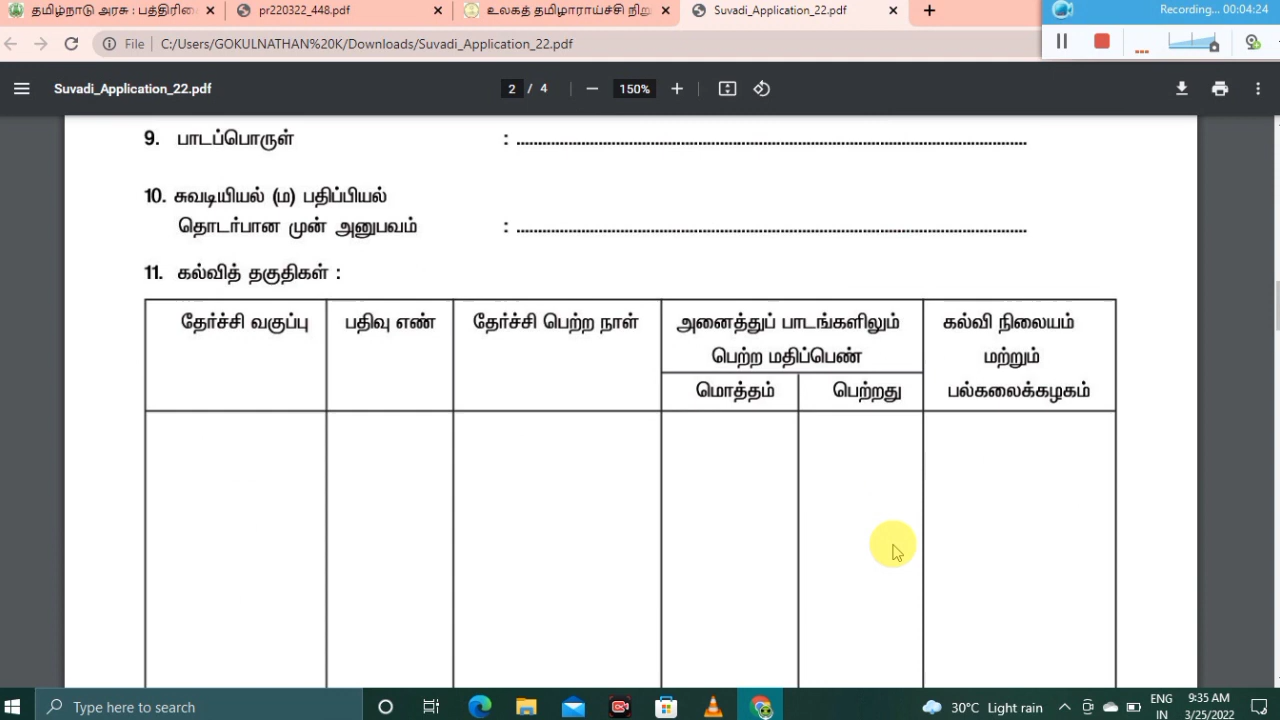 தமிழ்நாடு அரசு : பத்திரிகை
pr220322_448.pdf
உலகத் தமிழாராய்ச்சி நிறு
Suvadi_Application_22.pdf
Recording... 00:04:24
File C:/Users/GOKULNATHAN%20K/Downloads/Suvadi_Application_22.pdf
Suvadi_Application_22.pdf 2 / 4 150%
9. பாடப்பொருள் : ..........................................................................
10. சுவடியியல் (ம) பதிப்பியல்
தொடர்பான முன் அனுபவம் : ..........................................................................
11. கல்வித் தகுதிகள் :
தேர்ச்சி வகுப்பு பதிவு எண் தேர்ச்சி பெற்ற நாள் அனைத்துப் பாடங்களிலும் கல்வி நிலையம்
பெற்ற மதிப்பெண் மற்றும்
மொத்தம் பெற்றது பல்கலைக்கழகம்
Type here to search
30°C Light rain
ENG
IN
9:35 AM
3/25/2022